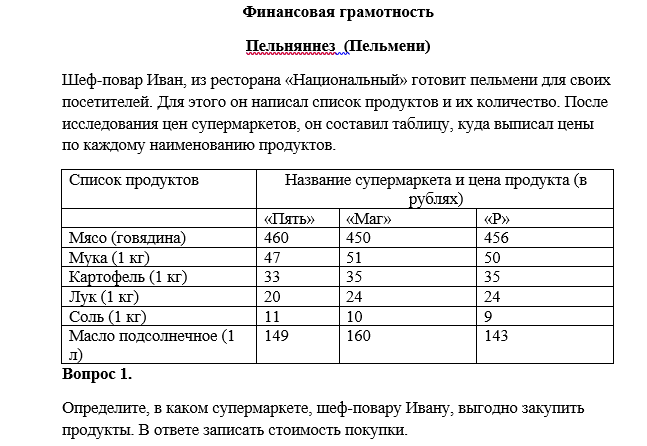 Финансовая грамотность
Пельняннез (Пельмени)
Шеф-повар Иван, из ресторана «Национальный» готовит пельмени для своих
посетителей. Для этого он написал список продуктов и их количество. После
исследования цен супермаркетов, он составил таблицу, куда выписал цены
по каждому наименованию продуктов.
Список продуктов Название супермаркета и цена продукта (в
рублях)
«Пять» «Маг» «Р»
Мясо (говядина) 460 450 456
Мука (1 кг) 47 51 50
Картофель (1 кг) 33 35 35
Лук (1 кг) 20 24 24
Соль (1 кг) 11 10 9
Масло подсолнечное (1 149 160 143
л)
Вопрос 1.
Определите, в каком супермаркете, шеф-повару Ивану, выгодно закупить
продукты. В ответе записать стоимость покупки.